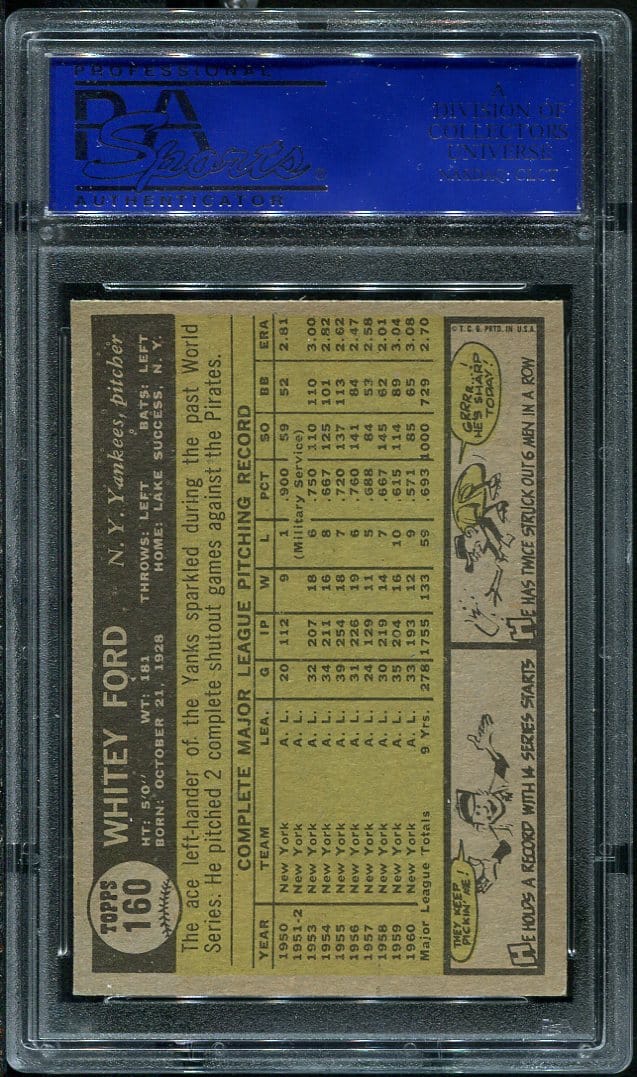 PROFESSIONAL
PSA
Sports®
AUTHENTICATOR
A
DIVISION OF
COLLECTORS
UNIVERSE
NASDAQ: CLCT
TOPPS
160
WHITEY FORD N. Y. Yankees, pitcher
HT: 5'0" WT: 181 THROWS: LEFT BATS: LEFT
BORN: OCTOBER 21, 1928 HOME: LAKE SUCCESS, N. Y.
The ace left-hander of the Yanks sparkled during the past World
Series. He pitched 2 complete shutout games against the Pirates.
COMPLETE MAJOR LEAGUE PITCHING RECORD
YEAR TEAM LEA. G IP W L PCT SO BB ERA
1950 New York A. L. 20 112 9 1 .900 59 52 2.81
1951-2 New York (Military Service)
1953 New York A. L. 32 207 18 6 .750 110 110 3.00
1954 New York A. L. 34 211 16 8 .667 125 101 2.82
1955 New York A. L. 39 254 18 7 .720 137 113 2.62
1956 New York A. L. 31 226 19 6 .760 141 84 2.47
1957 New York A. L. 24 129 11 5 .688 84 53 2.58
1958 New York A. L. 30 219 14 7 .667 145 62 2.01
1959 New York A. L. 35 204 16 10 .615 114 89 3.04
1960 New York A. L. 33 193 12 9 .571 85 65 3.08
Major League Totals 9 Yrs. 278 1755 133 59 .693 1000 729 2.70
THEY KEEP
PICKIN' ME!
HE HOLDS A RECORD WITH 14 SERIES STARTS
GRRR...!
HE'S SHARP
TODAY!
HE HAS TWICE STRUCK OUT 6 MEN IN A ROW
© T. C. G. PRTD. IN U.S.A.